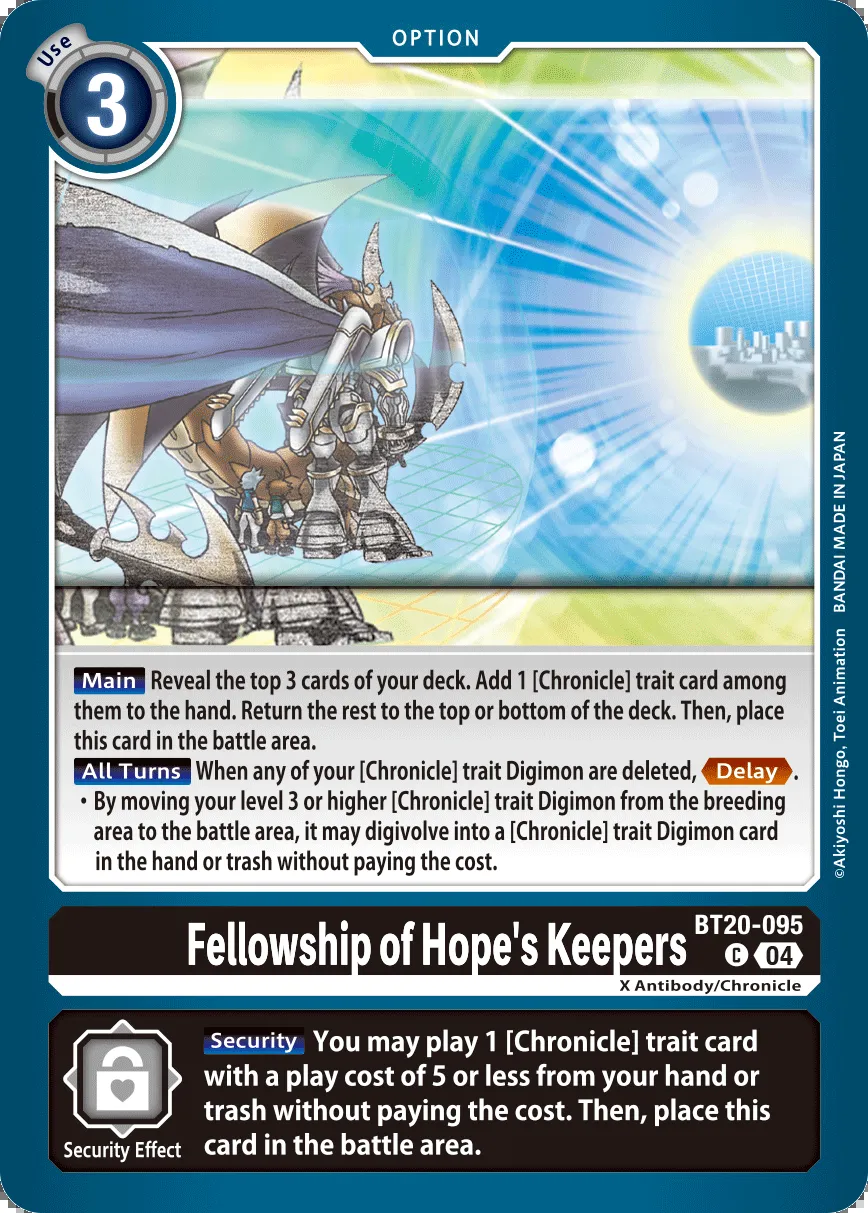 OPTION
Use
3
Main Reveal the top 3 cards of your deck. Add 1 [Chronicle] trait card among
them to the hand. Return the rest to the top or bottom of the deck. Then, place
this card in the battle area.
All Turns When any of your [Chronicle] trait Digimon are deleted, Delay.
・By moving your level 3 or higher [Chronicle] trait Digimon from the breeding
area to the battle area, it may digivolve into a [Chronicle] trait Digimon card
in the hand or trash without paying the cost.
©Akiyoshi Hongo, Toei Animation BANDAI MADE IN JAPAN
Fellowship of Hope's Keepers
BT20-095
C 04
X Antibody/Chronicle
Security You may play 1 [Chronicle] trait card
with a play cost of 5 or less from your hand or
trash without paying the cost. Then, place this
card in the battle area.
Security Effect